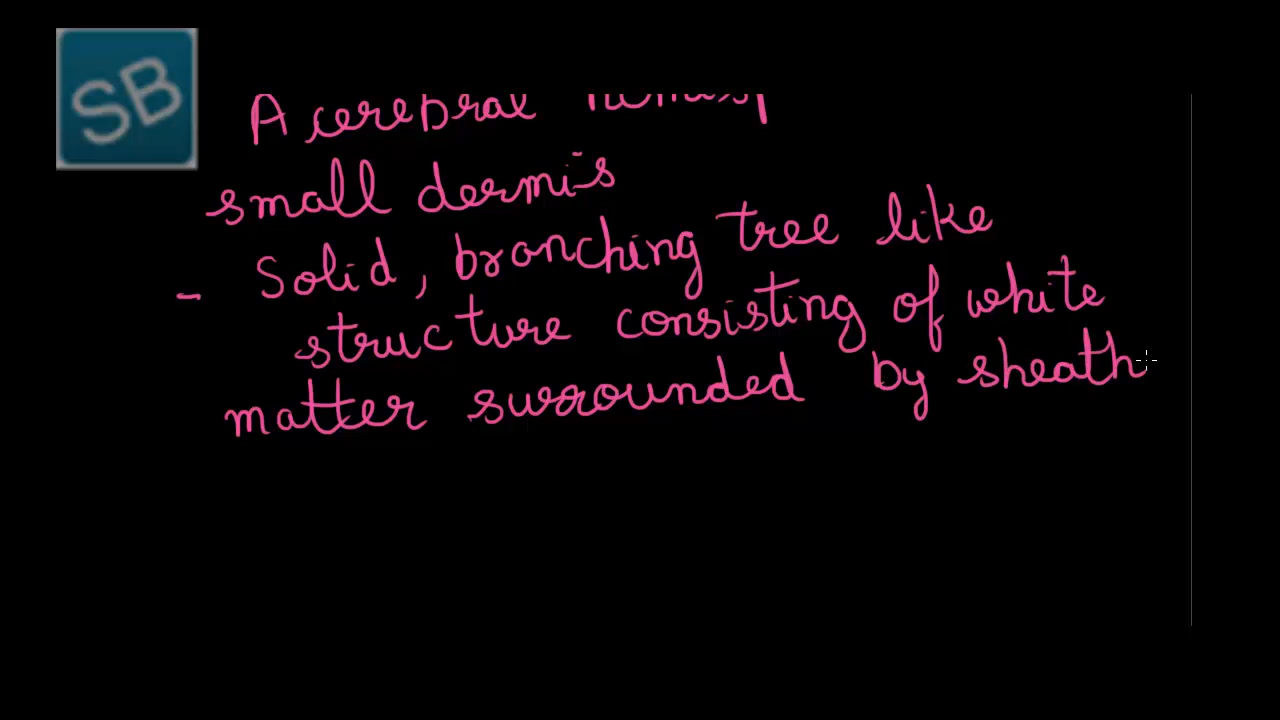 SB
A cerebral
small dermis
- Solid, branching tree like
structure consisting of white
matter surrounded by sheath